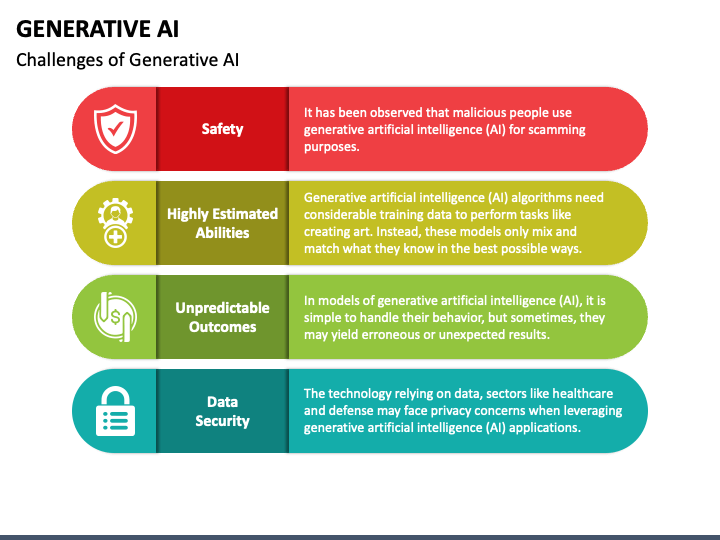 GENERATIVE AI
Challenges of Generative AI
Safety
It has been observed that malicious people use
generative artificial intelligence (AI) for scamming
purposes.
Highly Estimated
Abilities
Generative artificial intelligence (AI) algorithms need
considerable training data to perform tasks like
creating art. Instead, these models only mix and
match what they know in the best possible ways.
Unpredictable
Outcomes
In models of generative artificial intelligence (AI), it is
simple to handle their behavior, but sometimes, they
may yield erroneous or unexpected results.
Data
Security
The technology relying on data, sectors like healthcare
and defense may face privacy concerns when leveraging
generative artificial intelligence (AI) applications.